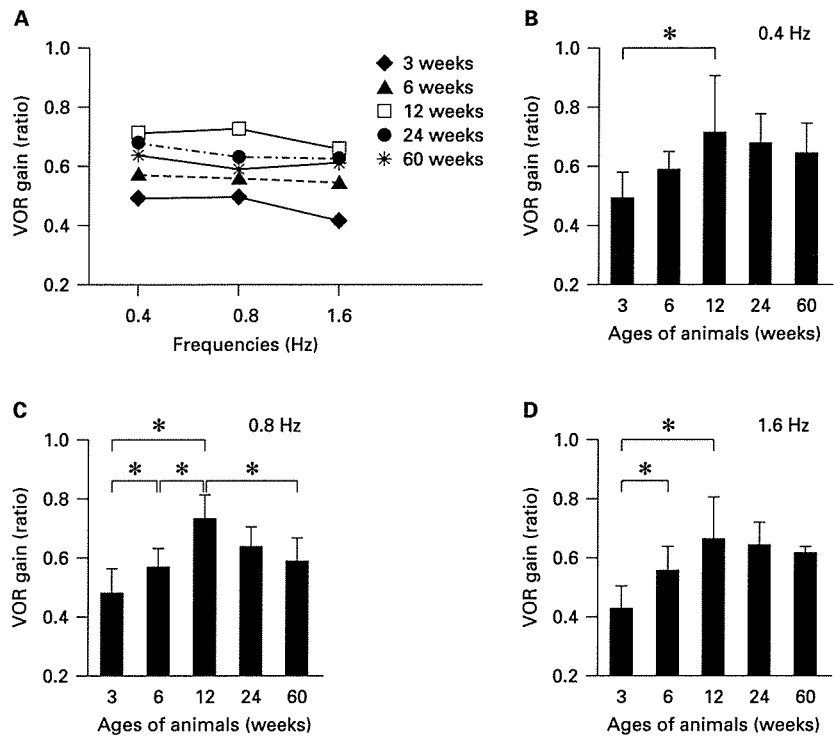 A
VOR gain (ratio)
1.0
0.8
0.6
0.4
0.2
0.4 0.8 1.6
Frequencies (Hz)
3 weeks
6 weeks
12 weeks
24 weeks
60 weeks
B
0.4 Hz
*
VOR gain (ratio)
1.0
0.8
0.6
0.4
0.2
3 6 12 24 60
Ages of animals (weeks)
C
0.8 Hz
*
* * *
VOR gain (ratio)
1.0
0.8
0.6
0.4
0.2
3 6 12 24 60
Ages of animals (weeks)
D
1.6 Hz
*
*
VOR gain (ratio)
1.0
0.8
0.6
0.4
0.2
3 6 12 24 60
Ages of animals (weeks)